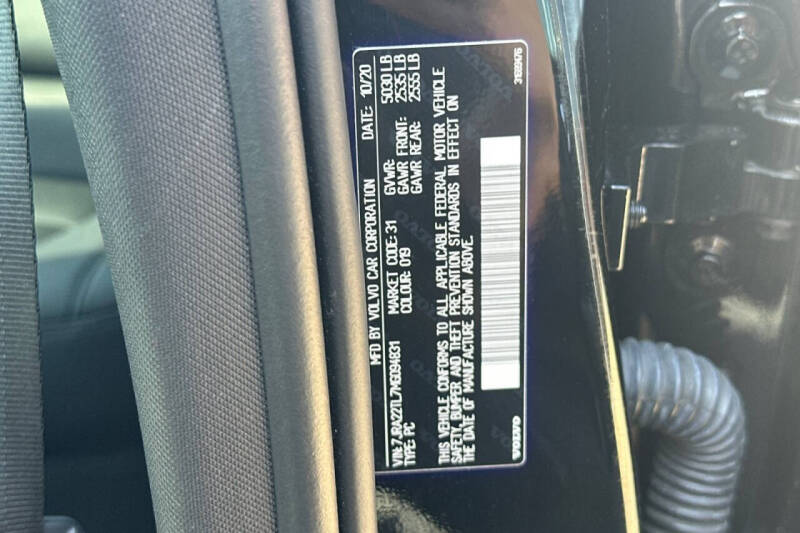 MFD BY VOLVO CAR CORPORATION DATE: 10/20
VIN: 7JRA22TL7MG094831 GVWR: 5030 LB
TYPE: PC MARKET CODE: 31 GAWR FRONT: 2535 LB
COLOUR: 019 GAWR REAR: 2555 LB
THIS VEHICLE CONFORMS TO ALL APPLICABLE FEDERAL MOTOR VEHICLE
SAFETY, BUMPER AND THEFT PREVENTION STANDARDS IN EFFECT ON
THE DATE OF MANUFACTURE SHOWN ABOVE.
VOLVO